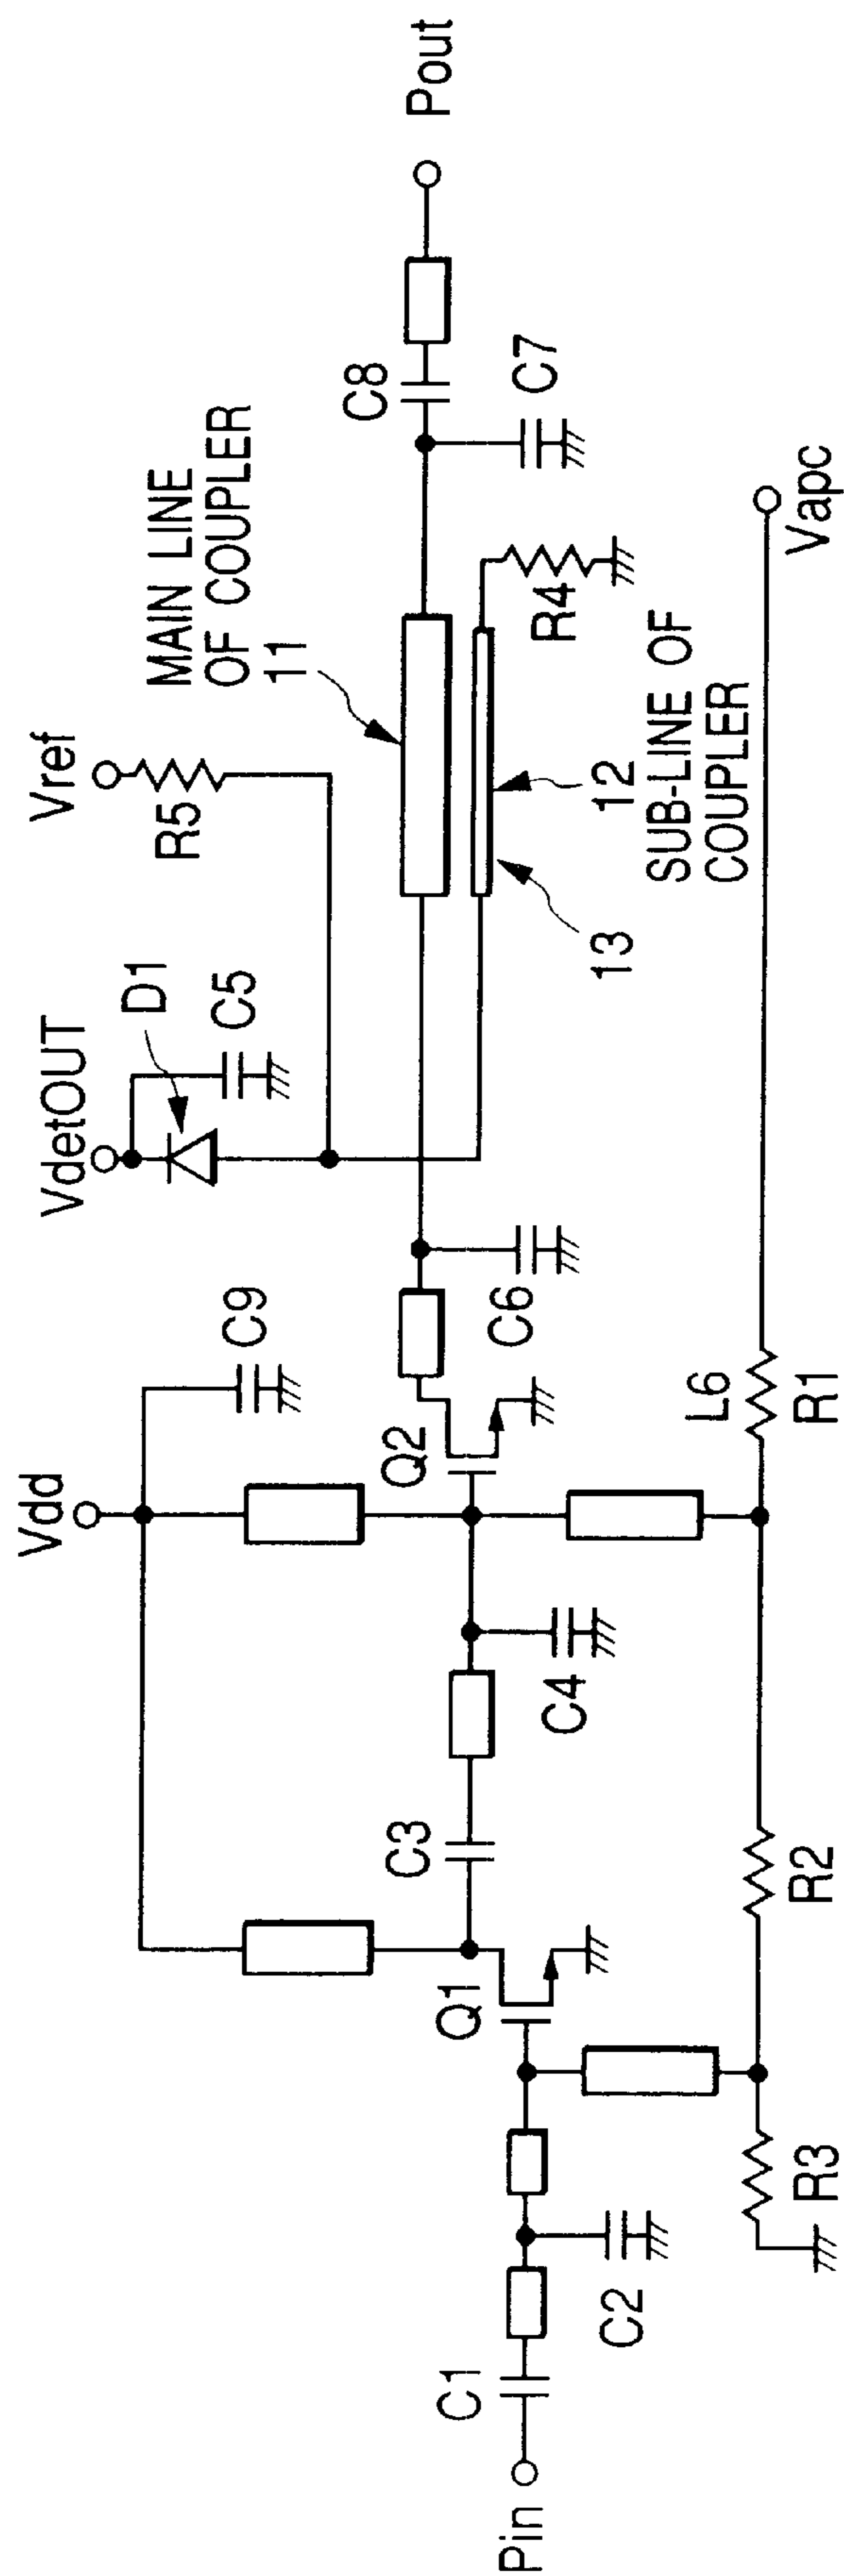 Pin
C1
C2
R3
Q1
C3
R2
C4
Vdd
C9
Q2
L6
R1
C6
VdetOUT
D1
C5
Vref
R5
MAIN LINE
OF COUPLER
11
13
12
SUB-LINE OF
COUPLER
R4
C8
C7
Vapc
Pout